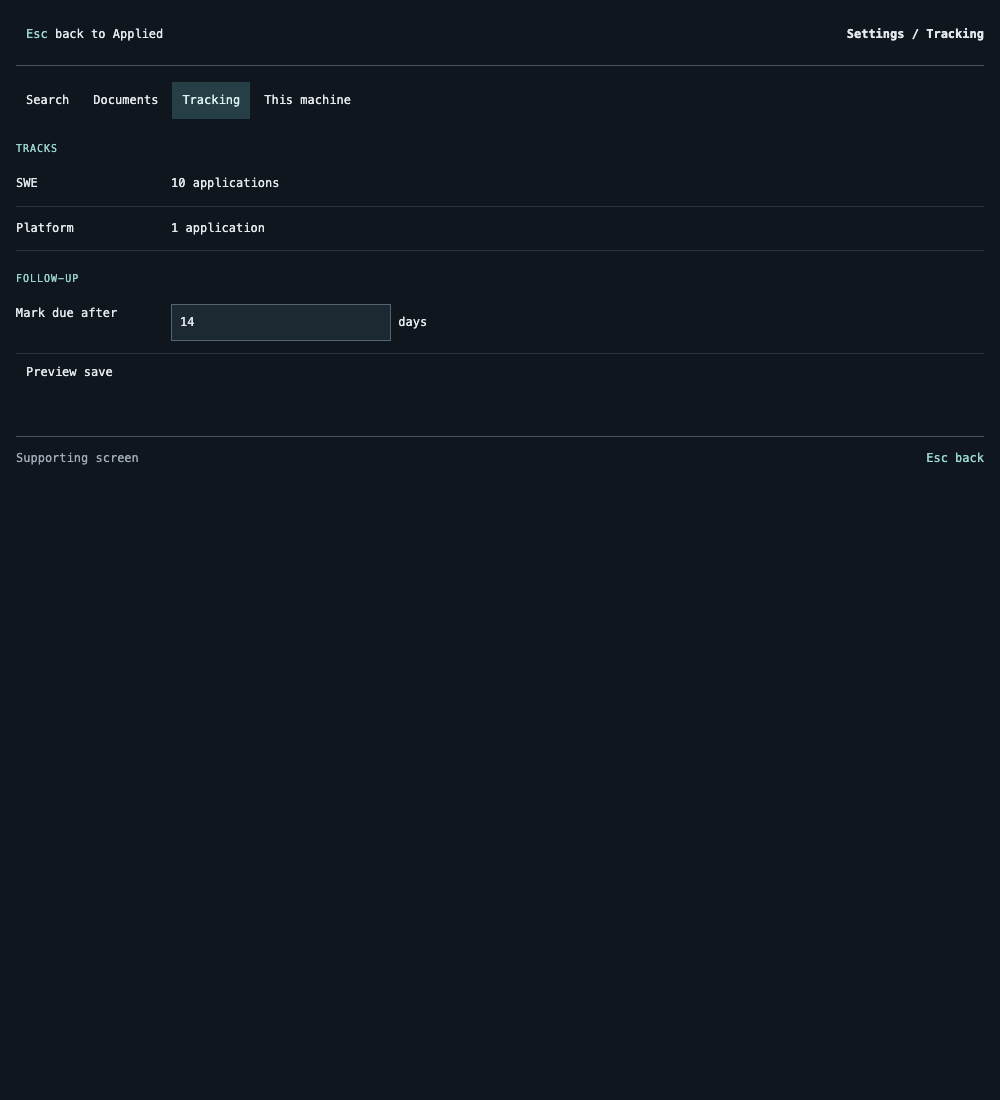 Esc back to Applied Settings / Tracking
Search Documents Tracking This machine
TRACKS
SWE 10 applications
Platform 1 application
FOLLOW-UP
Mark due after 14 days
Preview save
Supporting screen Esc back